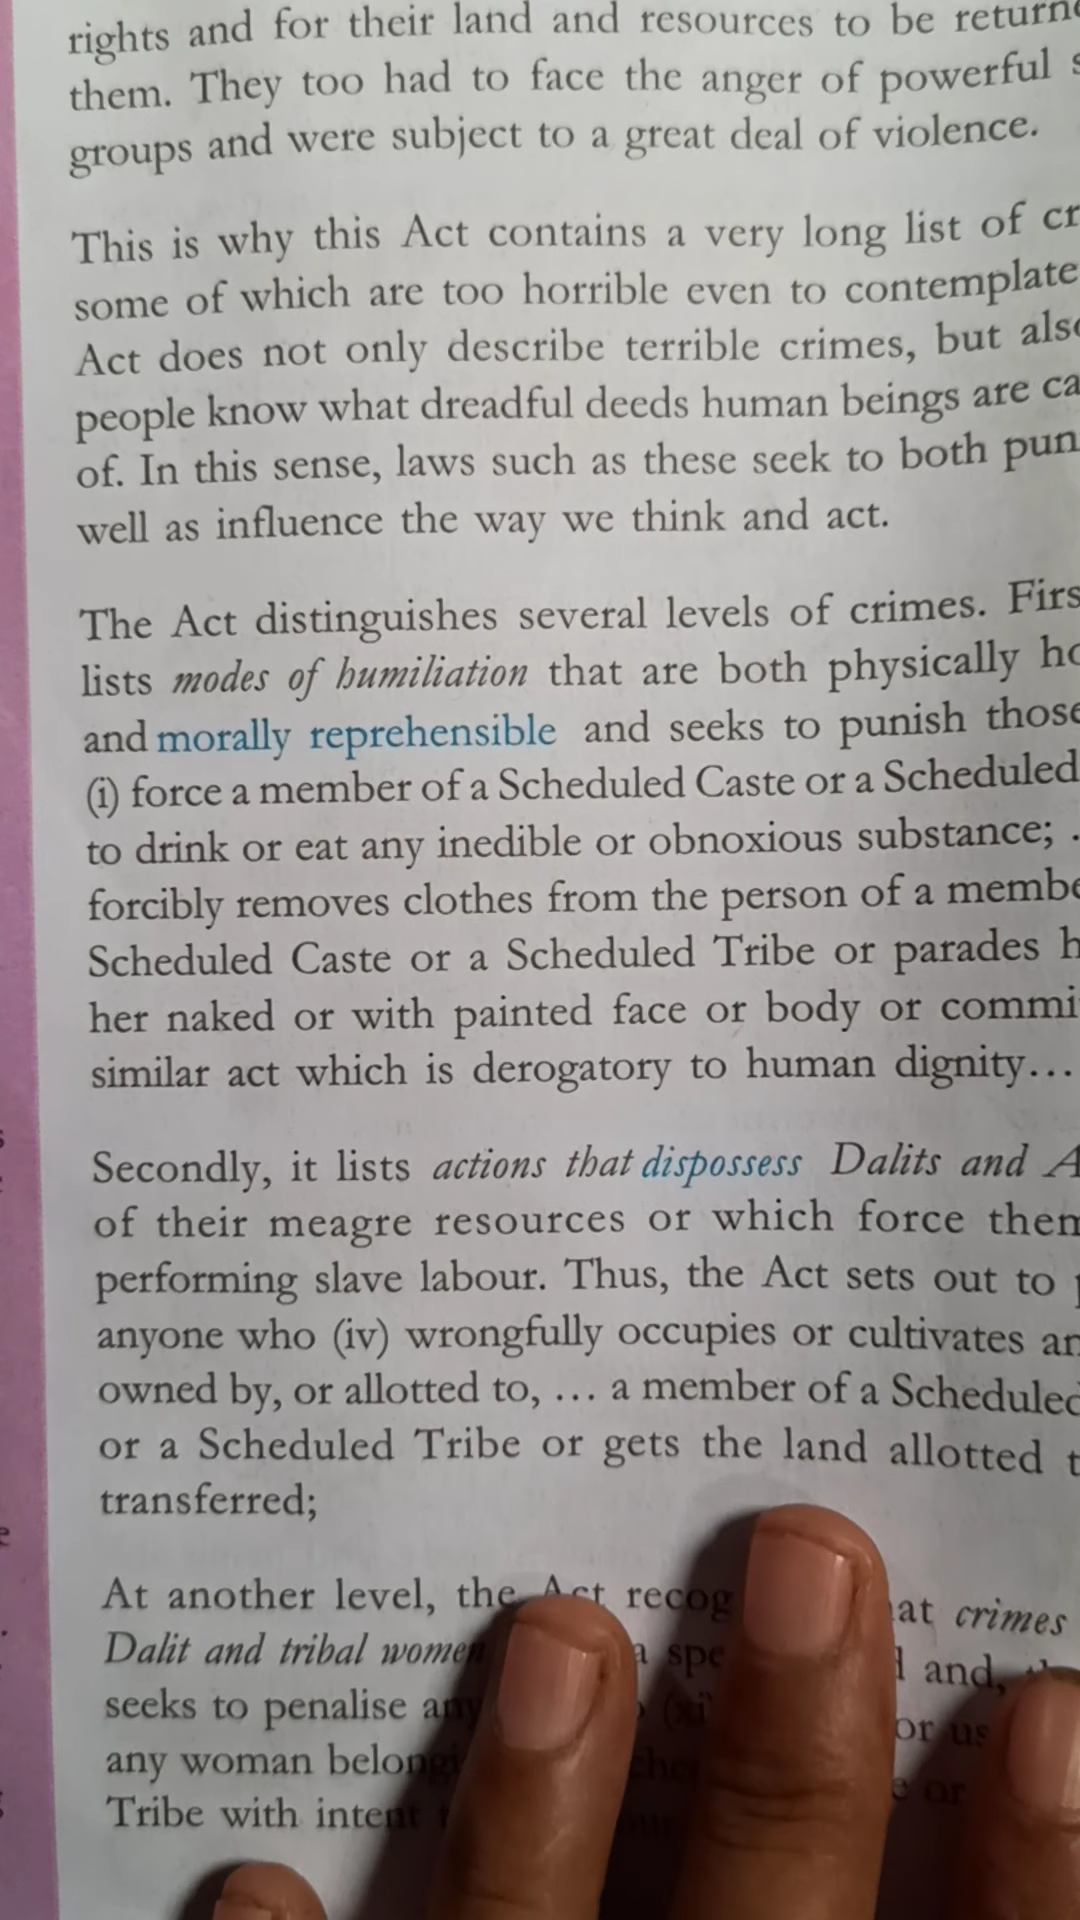 rights and for their land and resources to be
them. They too had to face the anger of powerful
groups and were subject to a great deal of violence.
This is why this Act contains a very long list of
some of which are too horrible even to contemplate
Act does not only describe terrible crimes, but
people know what dreadful deeds human beings are
of. In this sense, laws such as these seek to both
well as influence the way we think and act.
The Act distinguishes several levels of crimes.
lists modes of humiliation that are both physically
and morally reprehensible and seeks to punish those
(i) force a member of a Scheduled Caste or a Scheduled
to drink or eat any inedible or obnoxious substance;
forcibly removes clothes from the person of a
Scheduled Caste or a Scheduled Tribe or parades
her naked or with painted face or body or
similar act which is derogatory to human dignity...
Secondly, it lists actions that dispossess Dalits and
of their meagre resources or which force
performing slave labour. Thus, the Act sets out to
anyone who (iv) wrongfully occupies or cultivates
owned by, or allotted to, ... a member of a Scheduled
or a Scheduled Tribe or gets the land allotted
transferred;
At another level, the Act crimes
Dalit and tribal women and,
seeks to penalise
any woman
Tribe with intent